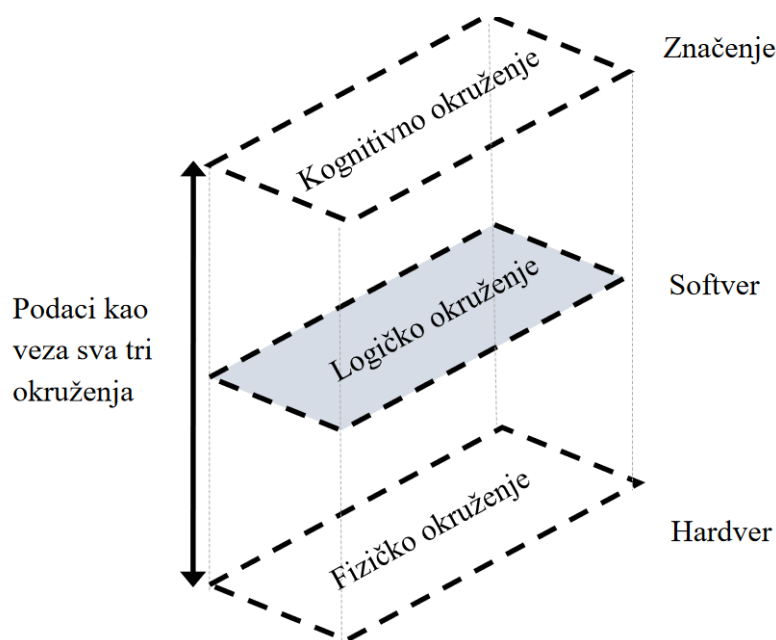 Značenje
Kognitivno okruženje
Softver
Logičko okruženje
Podaci kao
veza sva tri
okruženja
Hardver
Fizičko okruženje